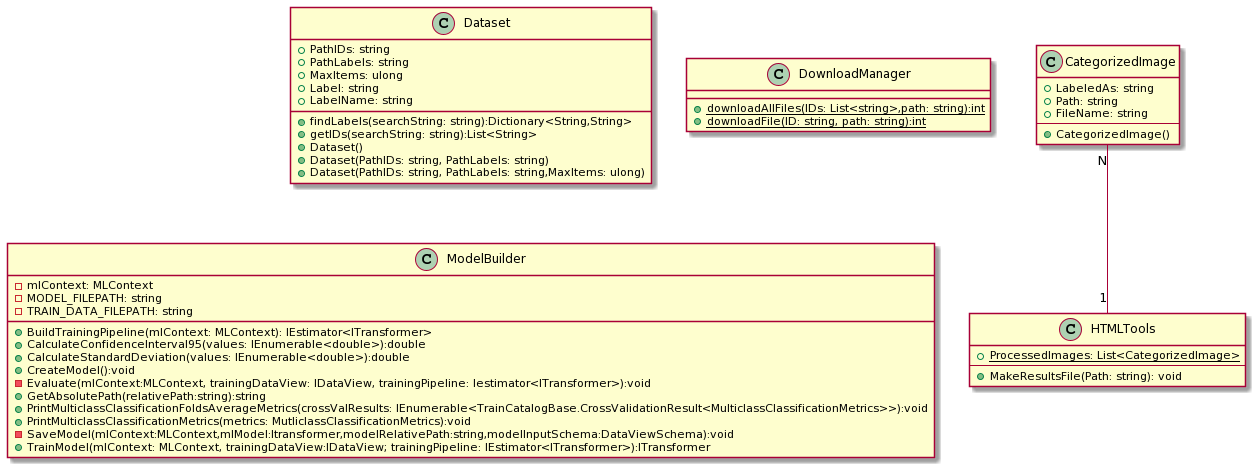 C Dataset
PathIDs: string
PathLabels: string
MaxItems: ulong
Label: string
LabelName: string
findLabels(searchString: string):Dictionary<String,String>
getIDs(searchString: string):List<String>
Dataset()
Dataset(PathIDs: string, PathLabels: string)
Dataset(PathIDs: string, PathLabels: string,MaxItems: ulong)
C DownloadManager
downloadAllFiles(IDs: List<string>,path: string):int
downloadFile(ID: string, path: string):int
C CategorizedImage
LabeledAs: string
Path: string
FileName: string
CategorizedImage()
N
1
C ModelBuilder
mlContext: MLContext
MODEL_FILEPATH: string
TRAIN_DATA_FILEPATH: string
BuildTrainingPipeline(mlContext: MLContext): IEstimator<ITransformer>
CalculateConfidenceInterval95(values: IEnumerable<double>):double
CalculateStandardDeviation(values: IEnumerable<double>):double
CreateModel():void
Evaluate(mlContext:MLContext, trainingDataView: IDataView, trainingPipeline: Iestimator<ITransformer>):void
GetAbsolutePath(relativePath:string):string
PrintMulticlassClassificationFoldsAverageMetrics(crossValResults: IEnumerable<TrainCatalogBase.CrossValidationResult<MulticlassClassificationMetrics>>):void
PrintMulticlassClassificationMetrics(metrics: MutliclassClassificationMetrics):void
SaveModel(mlContext:MLContext,mlModel:Itransformer,modelRelativePath:string,modelInputSchema:DataViewSchema):void
TrainModel(mlContext: MLContext, trainingDataView:IDataView; trainingPipeline: IEstimator<ITransformer>):ITransformer
C HTMLTools
ProcessedImages: List<CategorizedImage>
MakeResultsFile(Path: string): void